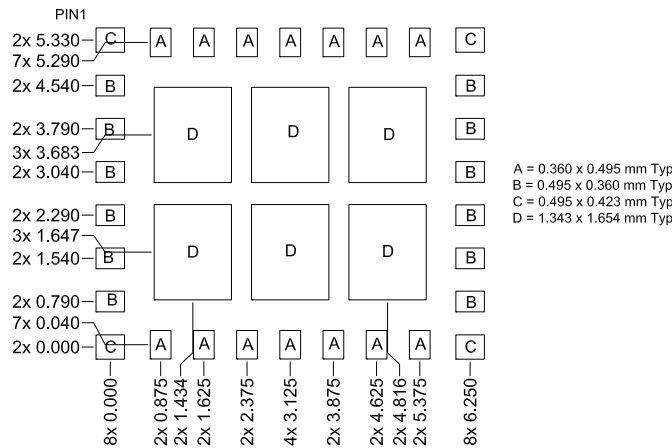 PIN1
2x 5.330
7x 5.290
2x 4.540
2x 3.790
3x 3.683
2x 3.040
2x 2.290
3x 1.647
2x 1.540
2x 0.790
7x 0.040
2x 0.000
C A A A A A A A C
B B
B D D D B
B B
B B
B D D D B
B B
C A A A A A A A C
8x 0.000
2x 0.875
2x 1.434
2x 1.625
2x 2.375
4x 3.125
2x 3.875
2x 4.625
2x 4.816
2x 5.375
8x 6.250
A = 0.360 x 0.495 mm Typ
B = 0.495 x 0.360 mm Typ
C = 0.495 x 0.423 mm Typ
D = 1.343 x 1.654 mm Typ